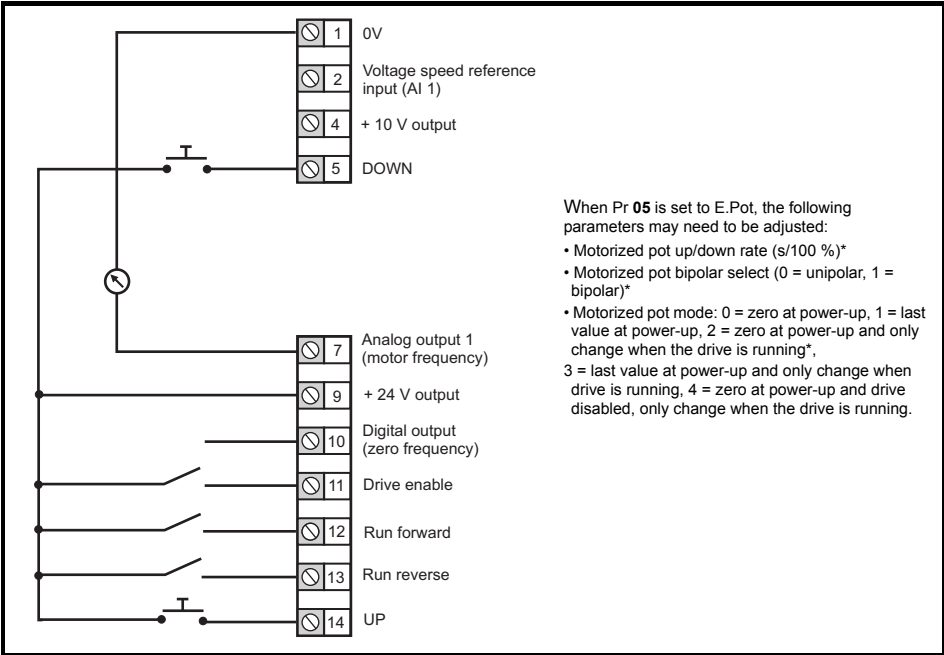 1 0V
2 Voltage speed reference
input (AI 1)
4 + 10 V output
5 DOWN
7 Analog output 1
(motor frequency)
9 + 24 V output
10 Digital output
(zero frequency)
11 Drive enable
12 Run forward
13 Run reverse
14 UP
When Pr 05 is set to E.Pot, the following
parameters may need to be adjusted:
• Motorized pot up/down rate (s/100 %)*
• Motorized pot bipolar select (0 = unipolar, 1 =
bipolar)*
• Motorized pot mode: 0 = zero at power-up, 1 = last
value at power-up, 2 = zero at power-up and only
change when the drive is running*,
3 = last value at power-up and only change when
drive is running, 4 = zero at power-up and drive
disabled, only change when the drive is running.